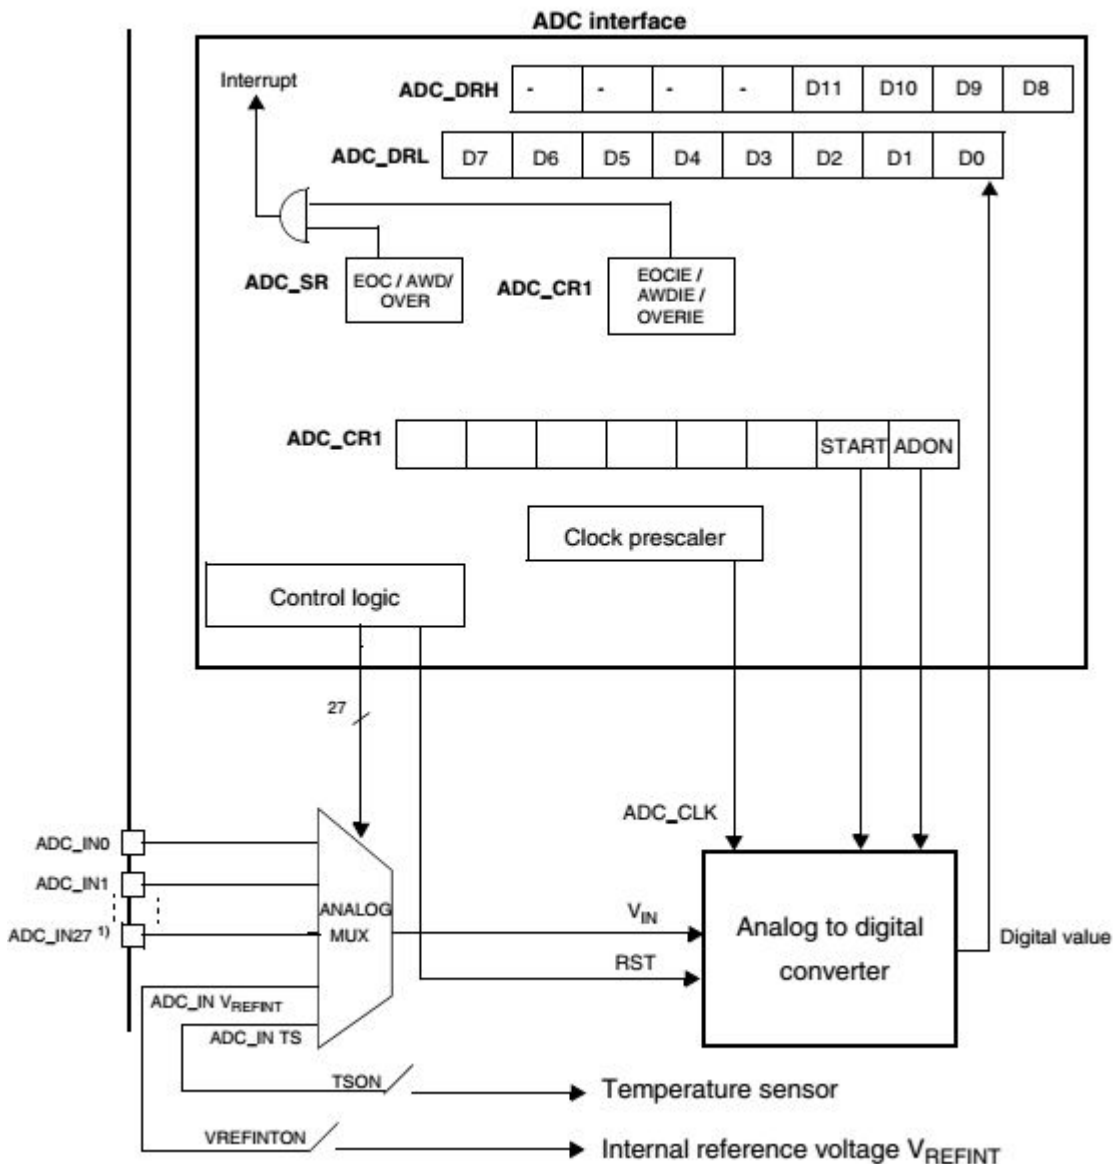 ADC interface
Interrupt
ADC_DRH - - - - D11 D10 D9 D8
ADC_DRL D7 D6 D5 D4 D3 D2 D1 D0
ADC_SR
EOC / AWD/
OVER
ADC_CR1
EOCIE /
AWDIE /
OVERIE
ADC_CR1 START ADON
Clock prescaler
Control logic
27
ADC_CLK
ADC_IN0
ADC_IN1
ADC_IN27 1)
ANALOG
MUX
VIN
RST
Analog to digital
converter
Digital value
ADC_IN VREFINT
ADC_IN TS
TSON
Temperature sensor
VREFINTON
Internal reference voltage VREFINT